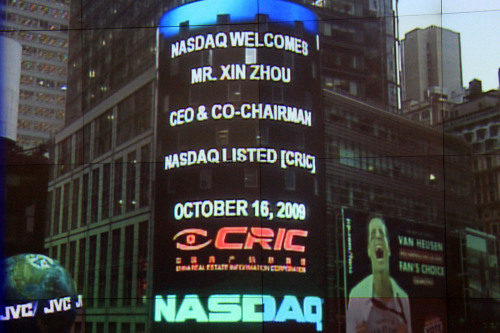 NASDAQ WELCOMES
MR. XIN ZHOU
CEO & CO-CHAIRMAN
NASDAQ LISTED [CRIC]
OCTOBER 16, 2009
CRIC
CHINA REAL ESTATE INFORMATION CORPORATION
NASDAQ
VAN HEUSEN
FAN'S CHOICE
JVC JVC